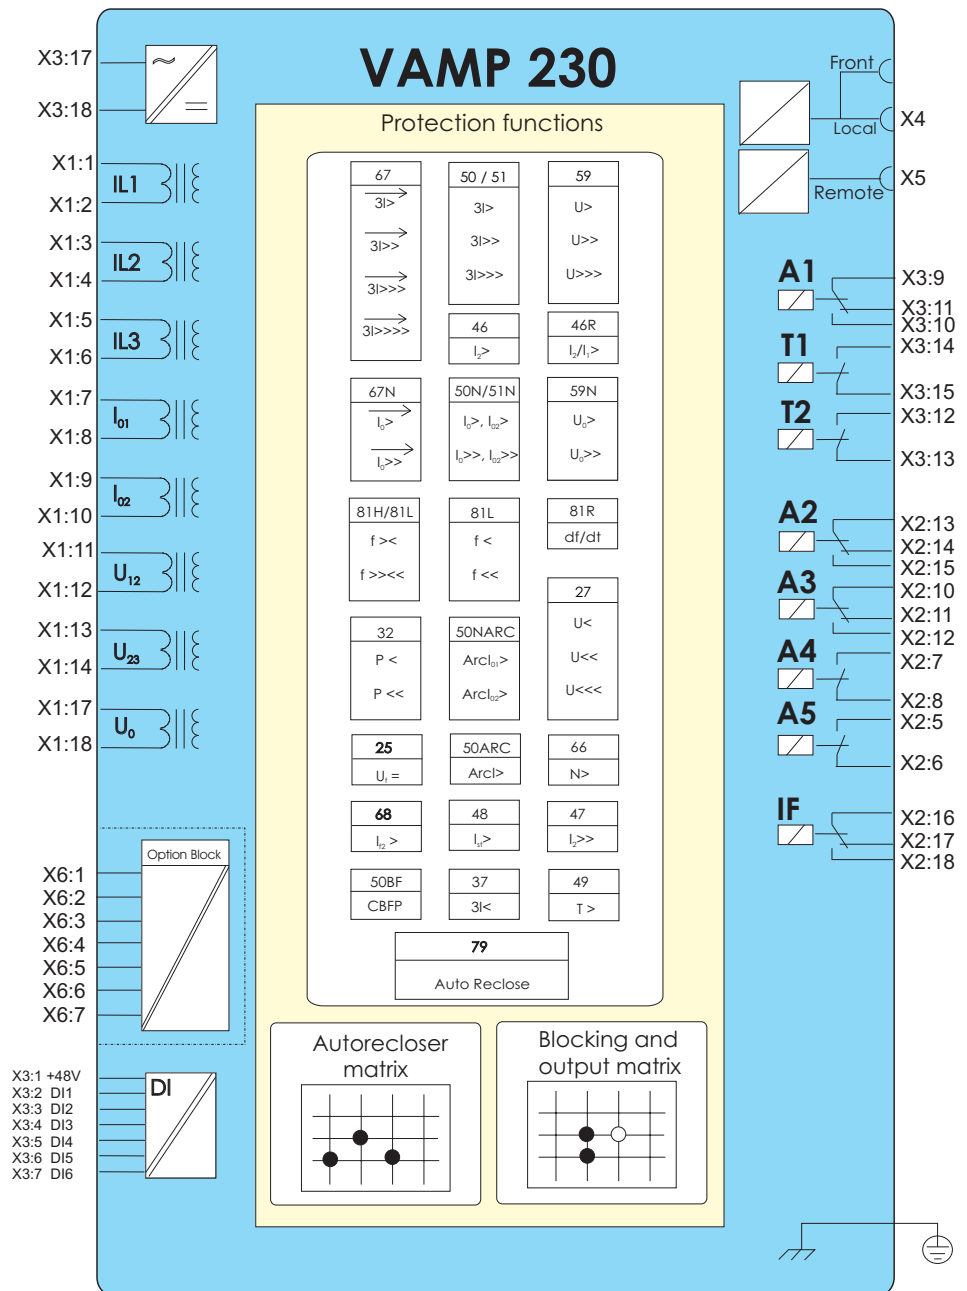 VAMP 230
Protection functions
X3:17
X3:18
~
X1:1
IL1
X1:2
X1:3
IL2
X1:4
X1:5
IL3
X1:6
X1:7
I01
X1:8
X1:9
I02
X1:10
X1:11
U12
X1:12
X1:13
U23
X1:14
X1:17
U0
X1:18
Option Block
X6:1
X6:2
X6:3
X6:4
X6:5
X6:6
X6:7
X3:1 +48V
X3:2 DI1
X3:3 DI2
X3:4 DI3
X3:5 DI4
X3:6 DI5
X3:7 DI6
DI
67
3I>
3I>>
3I>>>
3I>>>>
50 / 51
3I>
3I>>
3I>>>
59
U>
U>>
U>>>
46
I2>
46R
I2/I1>
67N
I0>
I0>>
50N/51N
I0>, I02>
I0>>, I02>>
59N
U0>
U0>>
81H/81L
f ><
f >><<
81L
f <
f <<
81R
df/dt
27
U<
U<<
U<<<
32
P <
P <<
50NARC
ArcI01>
ArcI02>
25
Uf =
50ARC
ArcI>
66
N>
68
If2 >
48
Ist>
47
I2>>
50BF
CBFP
37
3I<
49
T >
79
Auto Reclose
Autorecloser
matrix
Blocking and
output matrix
Front
Local
X4
Remote
X5
A1
X3:9
X3:11
X3:10
T1
X3:14
X3:15
T2
X3:12
X3:13
A2
X2:13
X2:14
X2:15
A3
X2:10
X2:11
X2:12
A4
X2:7
X2:8
A5
X2:5
X2:6
IF
X2:16
X2:17
X2:18